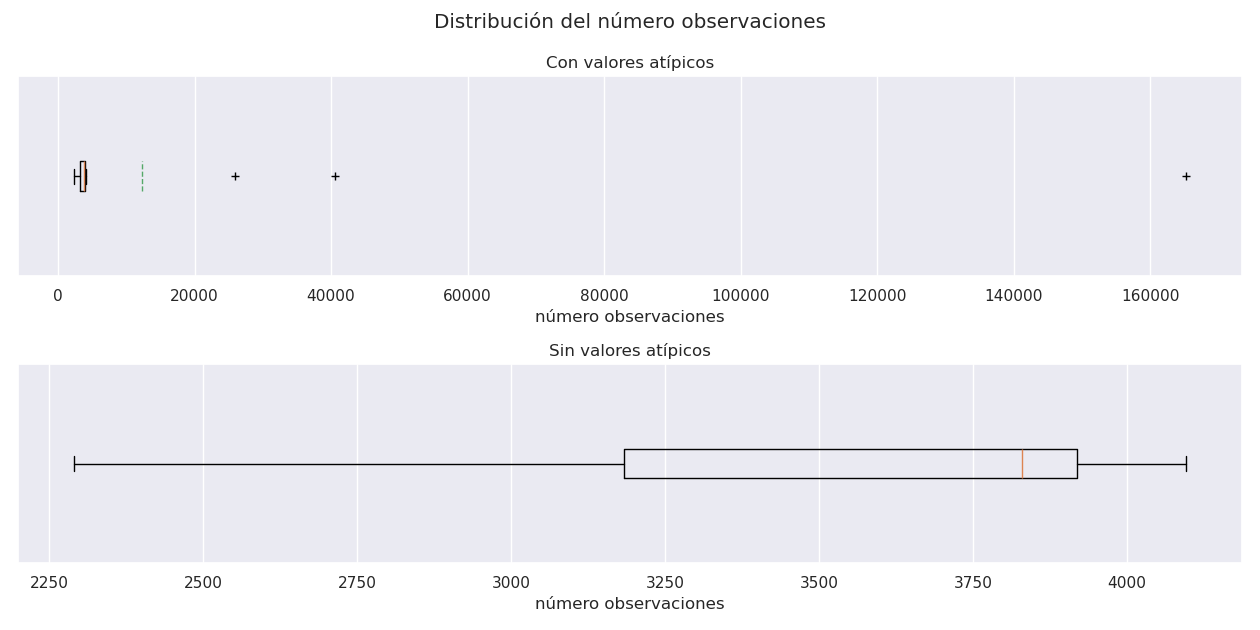 Distribución del número observaciones
Con valores atípicos
0 20000 40000 60000 80000 100000 120000 140000 160000
número observaciones
Sin valores atípicos
2250 2500 2750 3000 3250 3500 3750 4000
número observaciones